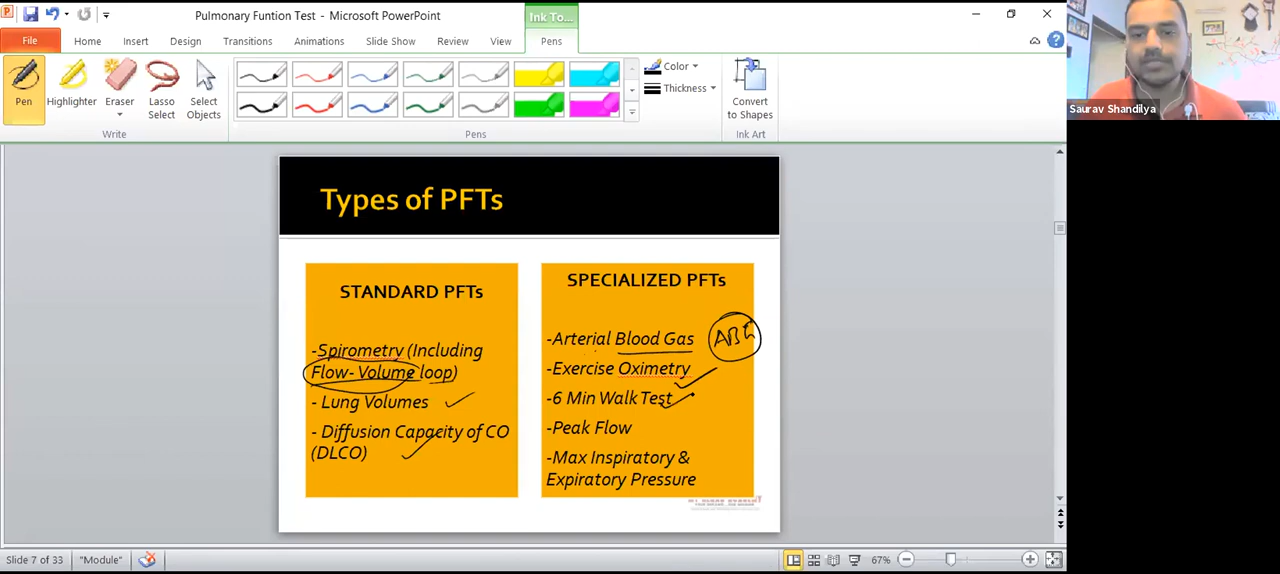 Pulmonary Funtion Test - Microsoft PowerPoint
Ink To...
File
Home
Insert
Design
Transitions
Animations
Slide Show
Review
View
Pens
Pen
Highlighter
Eraser
Lasso
Select
Select
Objects
Color
Thickness
Convert
to Shapes
Write
Pens
Ink Art
Saurav Shandilya
Types of PFTs
STANDARD PFTs
-Spirometry (Including
Flow- Volume loop)
- Lung Volumes
- Diffusion Capacity of CO
(DLCO)
SPECIALIZED PFTs
-Arterial Blood Gas
ABG
-Exercise Oximetry
-6 Min Walk Test
-Peak Flow
-Max Inspiratory &
Expiratory Pressure
Slide 7 of 33
"Module"
67%